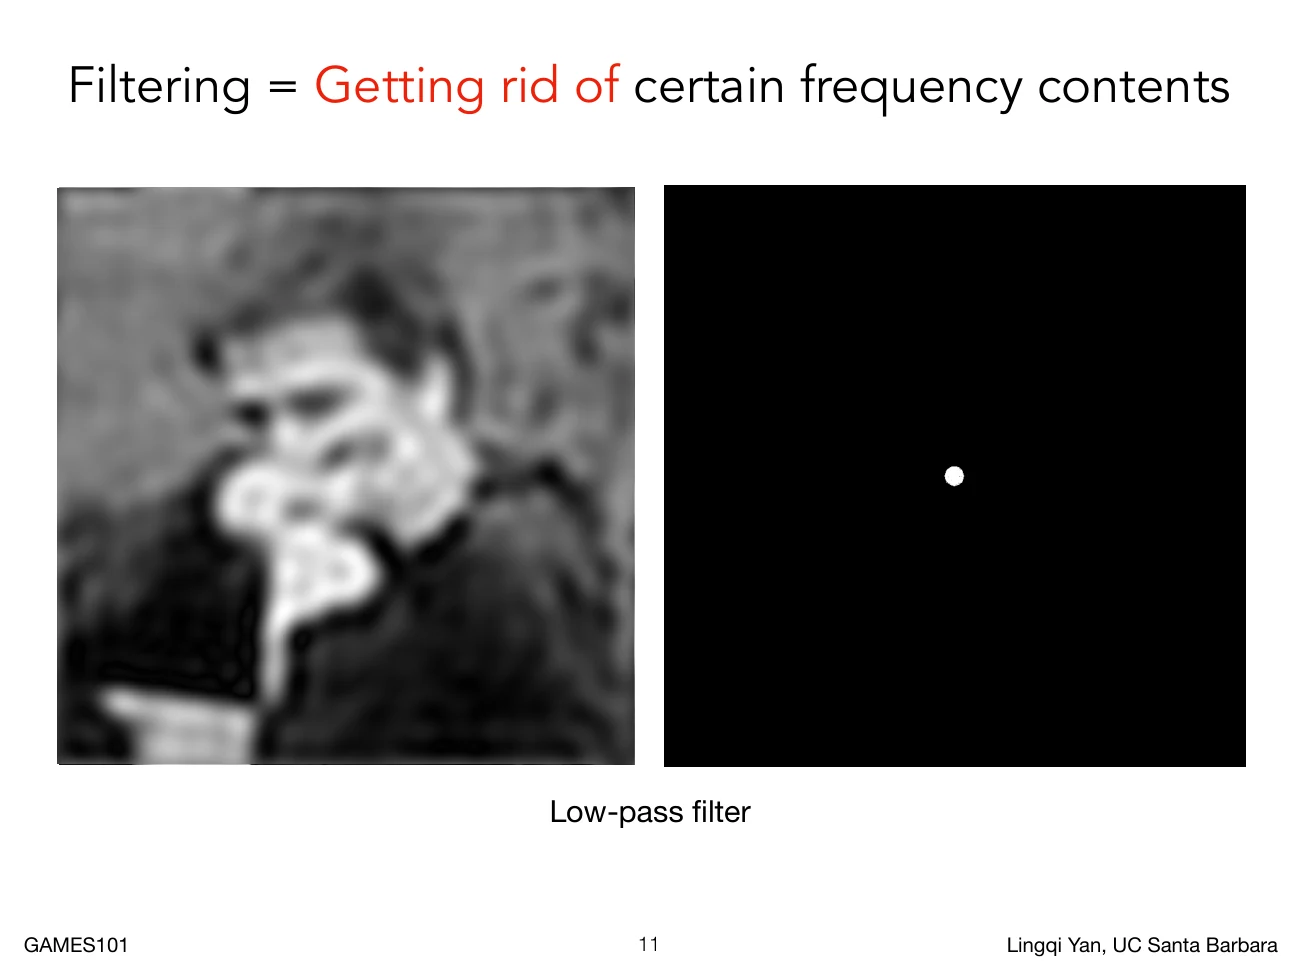 Filtering = Getting rid of certain frequency contents
Low-pass filter
GAMES101
11
Lingqi Yan, UC Santa Barbara